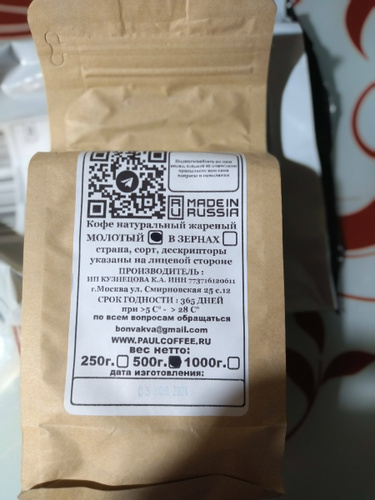 MADE IN
RUSSIA
Кофе натуральный жареный
МОЛОТЫЙ В ЗЕРНАХ
страна, сорт, дескрипторы
указаны на лицевой стороне
ПРОИЗВОДИТЕЛЬ :
ИП КУЗНЕЦОВА К.А. ИНН 773716120611
г.Москва ул. Смирновская 25 с.12
СРОК ГОДНОСТИ : 365 ДНЕЙ
при >5 С° - > 28 С°
по всем вопросам обращаться
bonvakva@gmail.com
WWW.PAULCOFFEE.RU
вес нетто:
250г. 500г. 1000г.
дата изготовления: